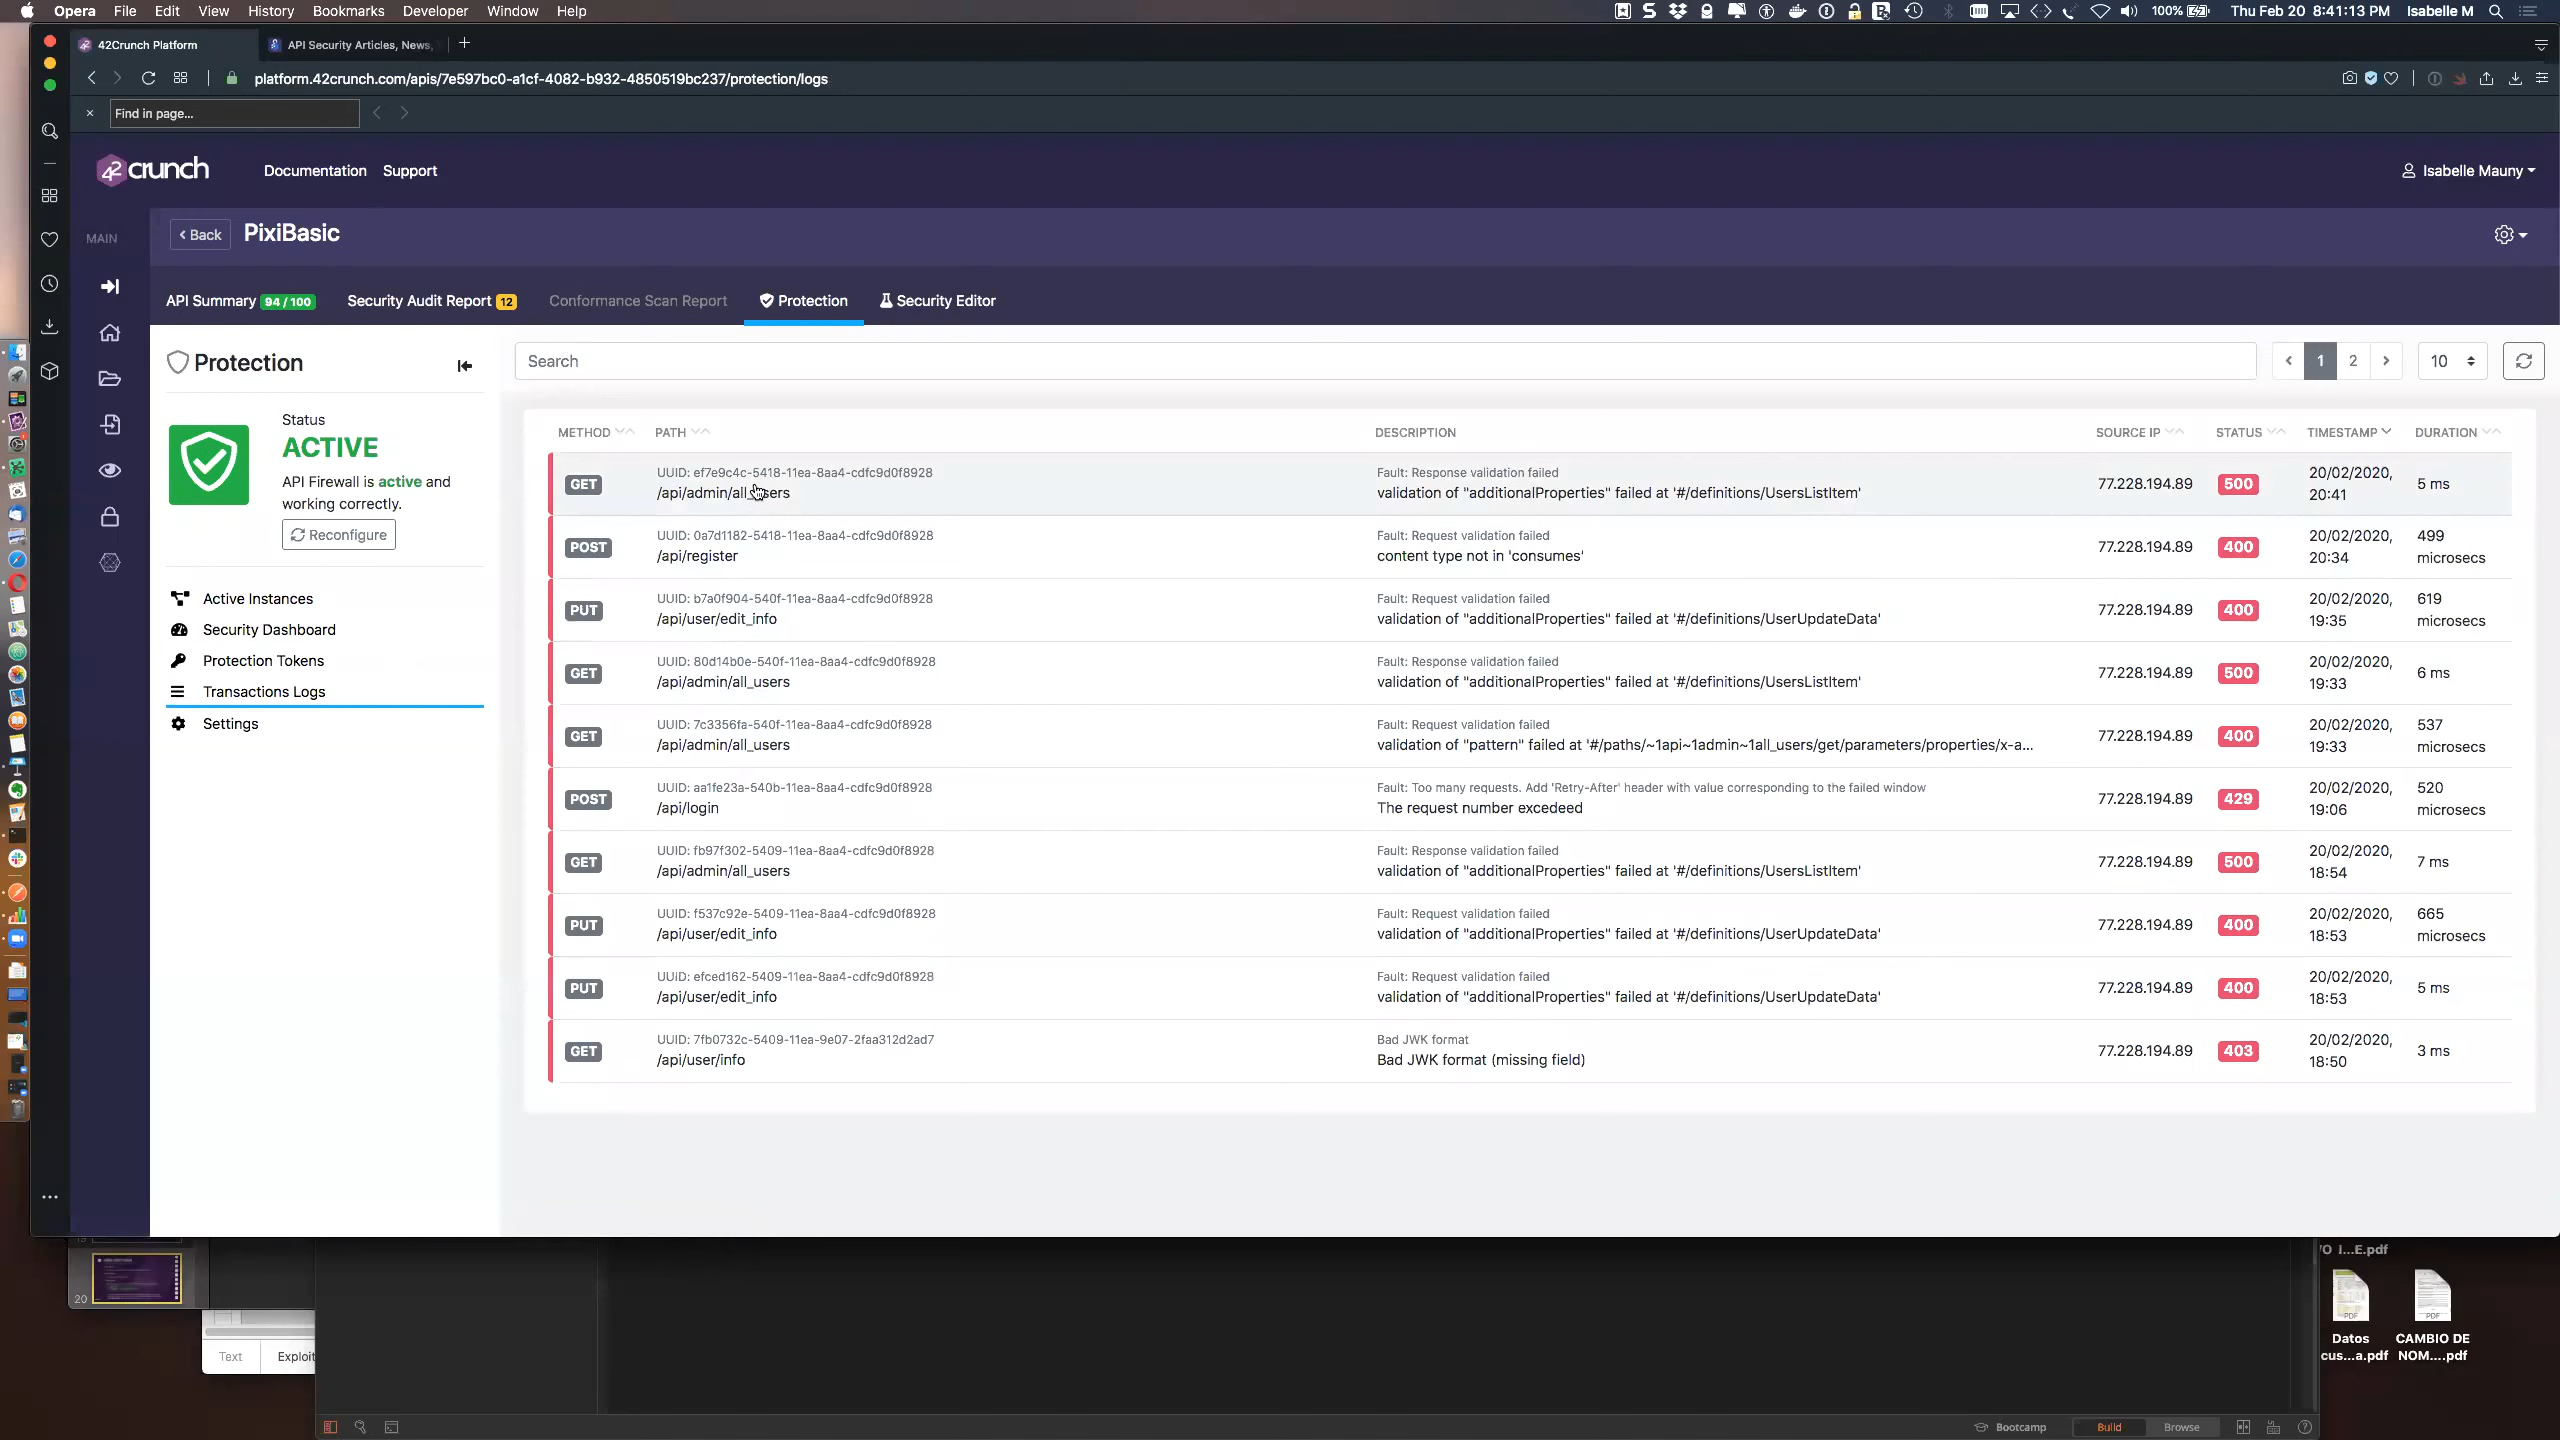 Opera File Edit View History Bookmarks Developer Window Help
100% Thu Feb 20 8:41:13 PM Isabelle M
42Crunch Platform
API Security Articles, News,
platform.42crunch.com/apis/7e597bc0-a1cf-4082-b932-4850519bc237/protection/logs
Find in page...
42crunch
Documentation Support
Isabelle Mauny
MAIN
Back
PixiBasic
API Summary 94 / 100
Security Audit Report 12
Conformance Scan Report
Protection
Security Editor
Protection
Status
ACTIVE
API Firewall is active and
working correctly.
Reconfigure
Active Instances
Security Dashboard
Protection Tokens
Transactions Logs
Settings
Search
1 2
10
METHOD PATH DESCRIPTION SOURCE IP STATUS TIMESTAMP DURATION
GET
UUID: ef7e9c4c-5418-11ea-8aa4-cdfc9d0f8928
/api/admin/all_users
Fault: Response validation failed
validation of "additionalProperties" failed at '#/definitions/UsersListItem'
77.228.194.89 500 20/02/2020, 20:41 5 ms
POST
UUID: 0a7d1182-5418-11ea-8aa4-cdfc9d0f8928
/api/register
Fault: Request validation failed
content type not in 'consumes'
77.228.194.89 400 20/02/2020, 20:34 499 microsecs
PUT
UUID: b7a0f904-540f-11ea-8aa4-cdfc9d0f8928
/api/user/edit_info
Fault: Request validation failed
validation of "additionalProperties" failed at '#/definitions/UserUpdateData'
77.228.194.89 400 20/02/2020, 19:35 619 microsecs
GET
UUID: 80d14b0e-540f-11ea-8aa4-cdfc9d0f8928
/api/admin/all_users
Fault: Response validation failed
validation of "additionalProperties" failed at '#/definitions/UsersListItem'
77.228.194.89 500 20/02/2020, 19:33 6 ms
GET
UUID: 7c3356fa-540f-11ea-8aa4-cdfc9d0f8928
/api/admin/all_users
Fault: Request validation failed
validation of "pattern" failed at '#/paths/~1api~1admin~1all_users/get/parameters/properties/x-a...
77.228.194.89 400 20/02/2020, 19:33 537 microsecs
POST
UUID: aa1fe23a-540b-11ea-8aa4-cdfc9d0f8928
/api/login
Fault: Too many requests. Add 'Retry-After' header with value corresponding to the failed window
The request number excedeed
77.228.194.89 429 20/02/2020, 19:06 520 microsecs
GET
UUID: fb97f302-5409-11ea-8aa4-cdfc9d0f8928
/api/admin/all_users
Fault: Response validation failed
validation of "additionalProperties" failed at '#/definitions/UsersListItem'
77.228.194.89 500 20/02/2020, 18:54 7 ms
PUT
UUID: f537c92e-5409-11ea-8aa4-cdfc9d0f8928
/api/user/edit_info
Fault: Request validation failed
validation of "additionalProperties" failed at '#/definitions/UserUpdateData'
77.228.194.89 400 20/02/2020, 18:53 665 microsecs
PUT
UUID: efced162-5409-11ea-8aa4-cdfc9d0f8928
/api/user/edit_info
Fault: Request validation failed
validation of "additionalProperties" failed at '#/definitions/UserUpdateData'
77.228.194.89 400 20/02/2020, 18:53 5 ms
GET
UUID: 7fb0732c-5409-11ea-9e07-2faa312d2ad7
/api/user/info
Bad JWK format
Bad JWK format (missing field)
77.228.194.89 403 20/02/2020, 18:50 3 ms
20
Text Exploit
Bootcamp Build Browse
...E.pdf
PDF PDF
Datos
cus...a.pdf
CAMBIO DE
NOM....pdf